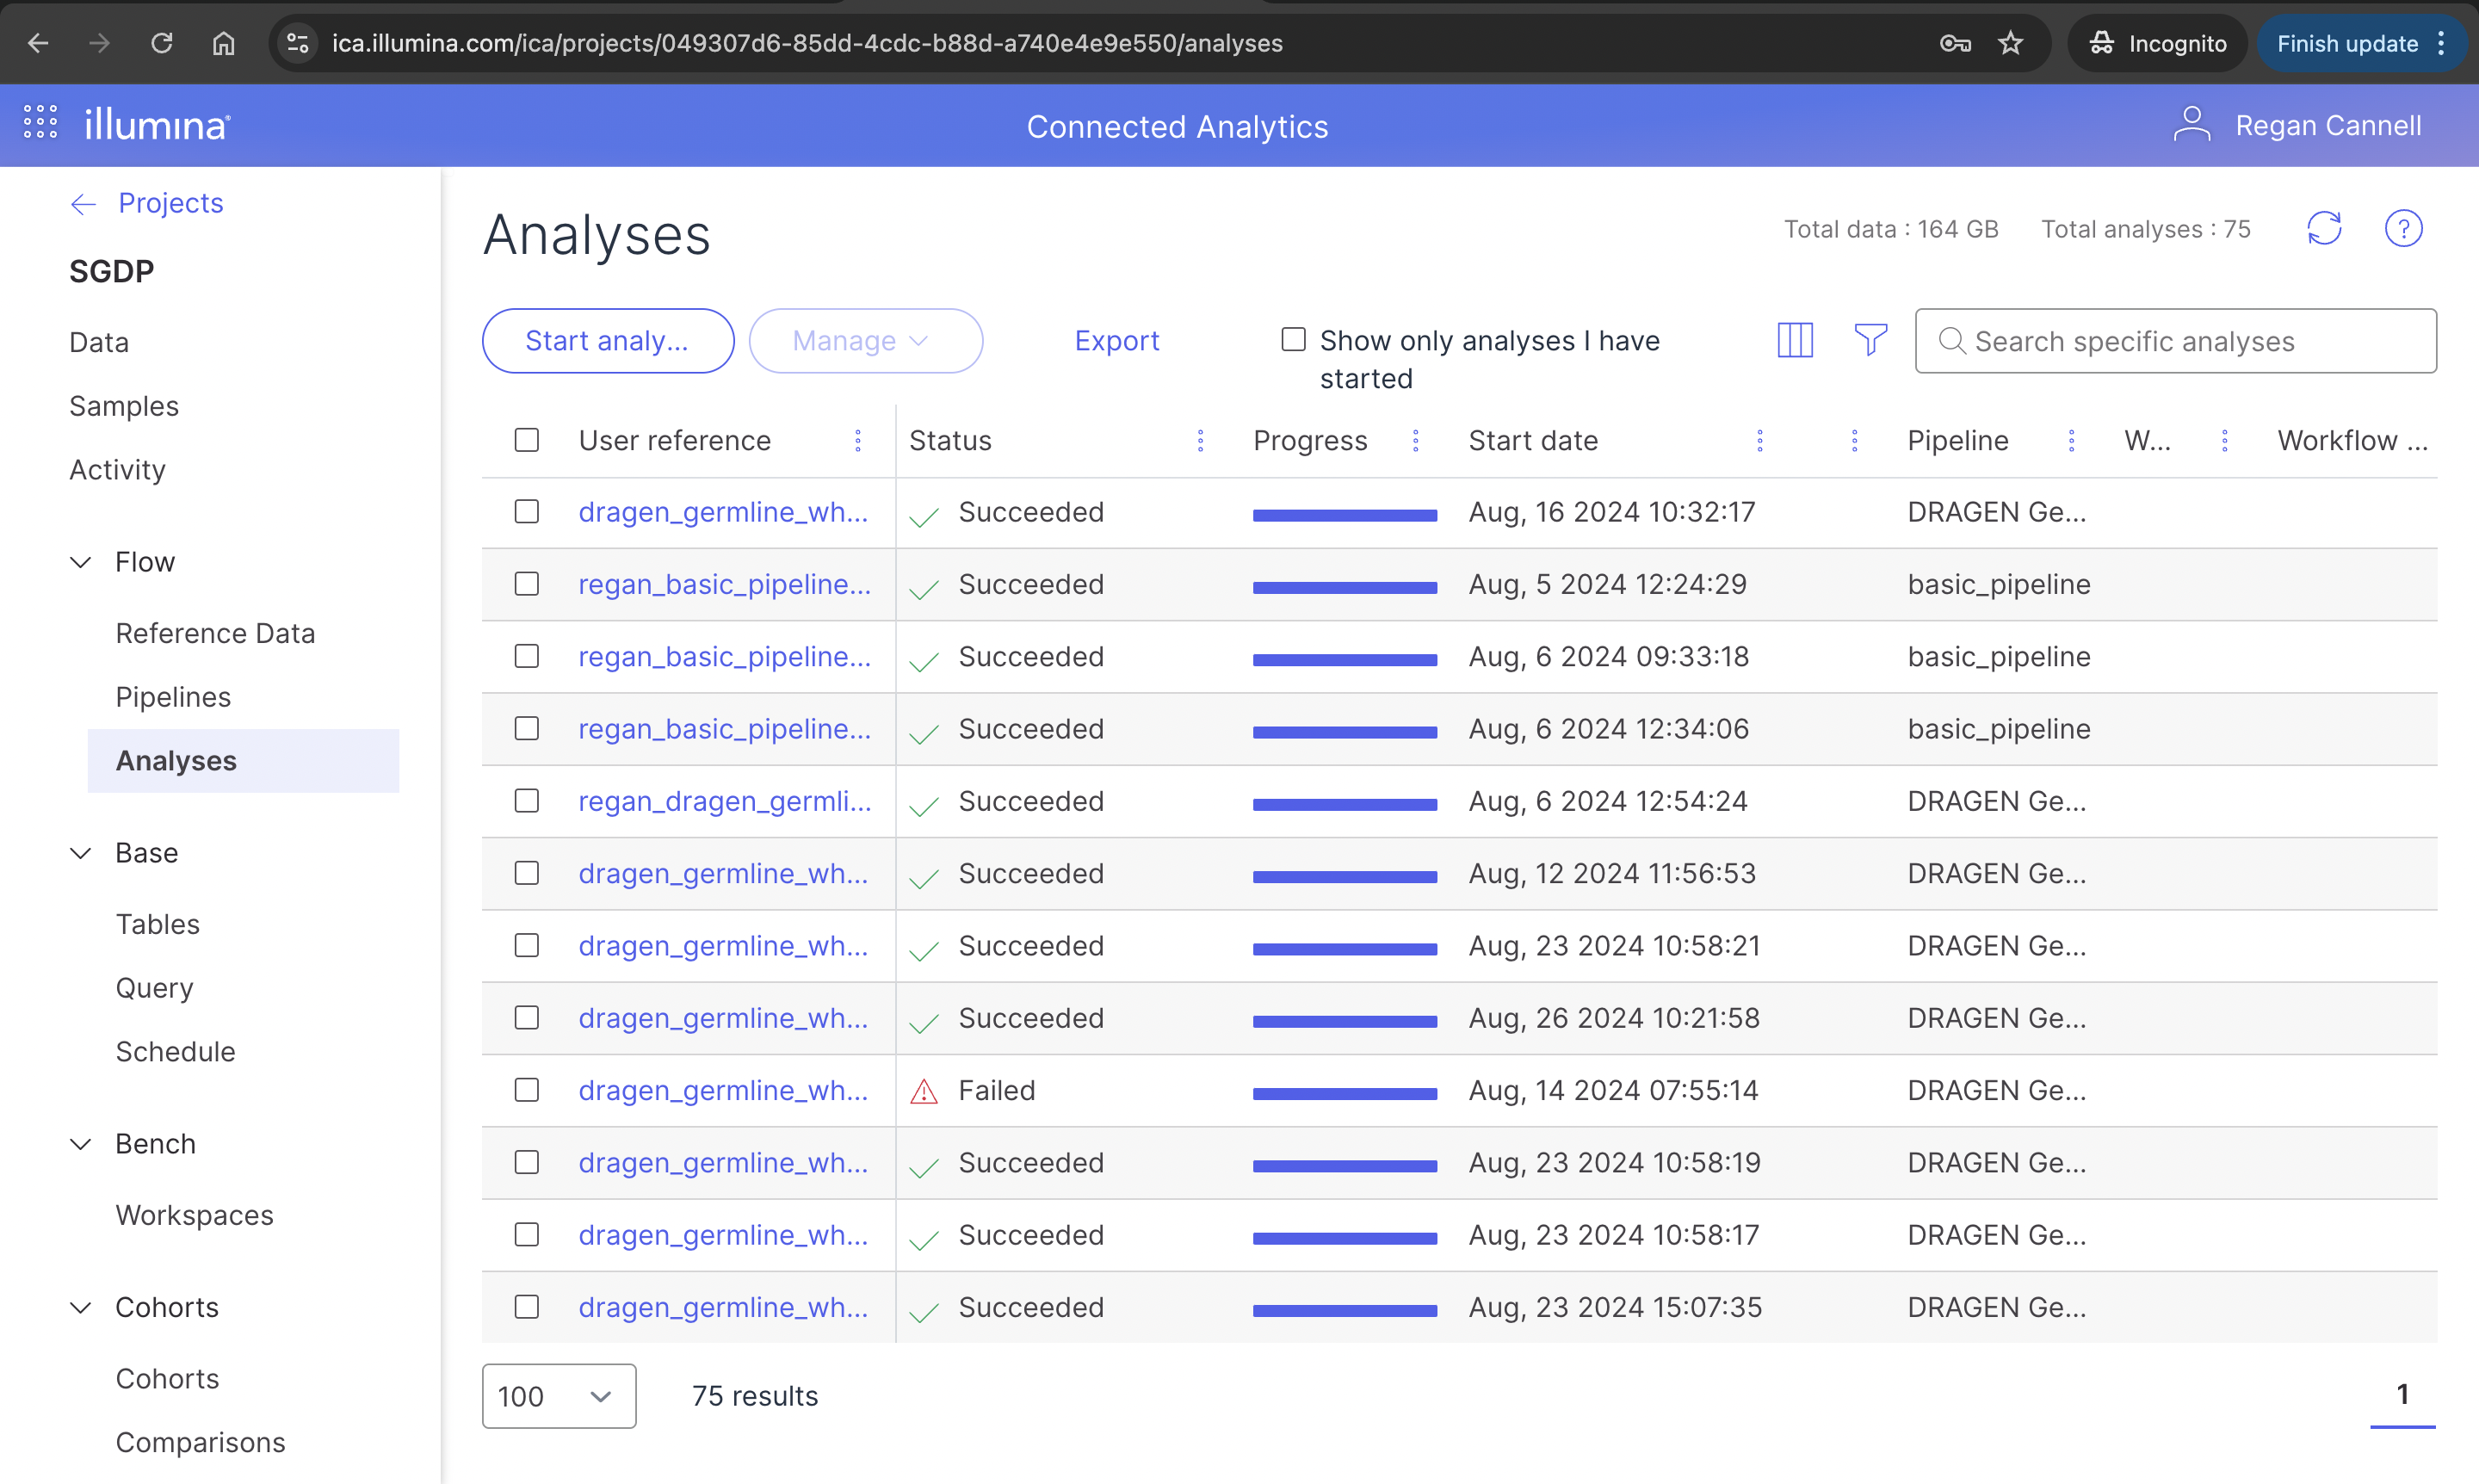 ica.illumina.com/ica/projects/049307d6-85dd-4cdc-b88d-a740e4e9e550/analyses
Incognito
Finish update
illumina
Connected Analytics
Regan Cannell
Projects
SGDP
Data
Samples
Activity
Flow
Reference Data
Pipelines
Analyses
Base
Tables
Query
Schedule
Bench
Workspaces
Cohorts
Cohorts
Comparisons
Analyses
Total data : 164 GB
Total analyses : 75
?
Start analy...
Manage
Export
Show only analyses I have
started
Search specific analyses
User reference Status Progress Start date Pipeline W... Workflow ...
dragen_germline_wh... Succeeded Aug, 16 2024 10:32:17 DRAGEN Ge...
regan_basic_pipeline... Succeeded Aug, 5 2024 12:24:29 basic_pipeline
regan_basic_pipeline... Succeeded Aug, 6 2024 09:33:18 basic_pipeline
regan_basic_pipeline... Succeeded Aug, 6 2024 12:34:06 basic_pipeline
regan_dragen_germli... Succeeded Aug, 6 2024 12:54:24 DRAGEN Ge...
dragen_germline_wh... Succeeded Aug, 12 2024 11:56:53 DRAGEN Ge...
dragen_germline_wh... Succeeded Aug, 23 2024 10:58:21 DRAGEN Ge...
dragen_germline_wh... Succeeded Aug, 26 2024 10:21:58 DRAGEN Ge...
dragen_germline_wh... Failed Aug, 14 2024 07:55:14 DRAGEN Ge...
dragen_germline_wh... Succeeded Aug, 23 2024 10:58:19 DRAGEN Ge...
dragen_germline_wh... Succeeded Aug, 23 2024 10:58:17 DRAGEN Ge...
dragen_germline_wh... Succeeded Aug, 23 2024 15:07:35 DRAGEN Ge...
100
75 results
1